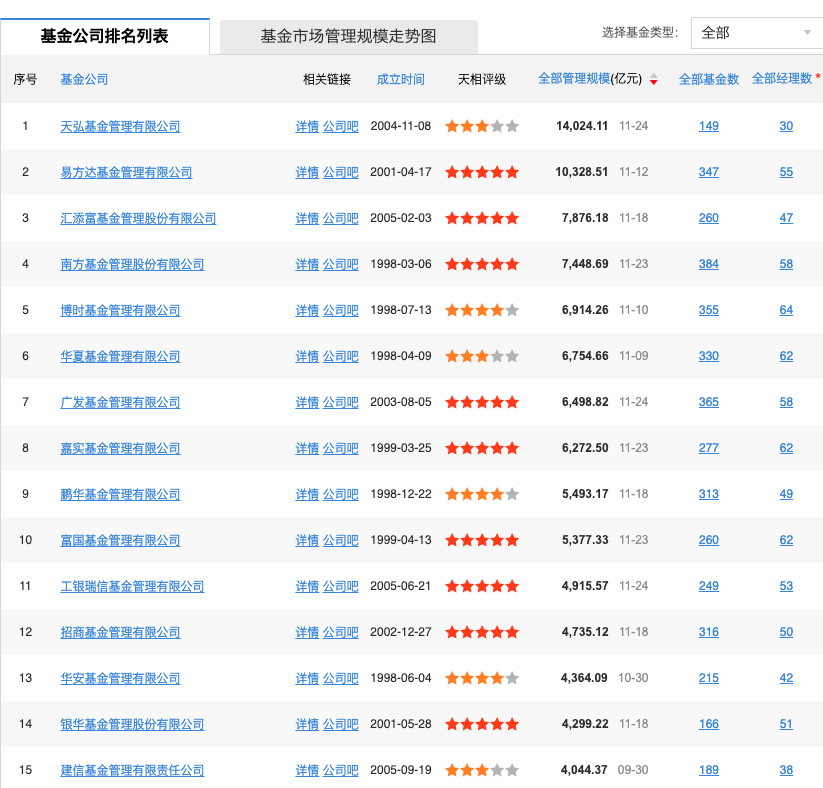 基金公司排名列表 基金市场管理规模走势图 选择基金类型: 全部
序号 基金公司 相关链接 成立时间 天相评级 全部管理规模(亿元) 全部基金数 全部经理数 *
1 天弘基金管理有限公司 详情 公司吧 2004-11-08 14,024.11 11-24 149 30
2 易方达基金管理有限公司 详情 公司吧 2001-04-17 10,328.51 11-12 347 55
3 汇添富基金管理股份有限公司 详情 公司吧 2005-02-03 7,876.18 11-18 260 47
4 南方基金管理股份有限公司 详情 公司吧 1998-03-06 7,448.69 11-23 384 58
5 博时基金管理有限公司 详情 公司吧 1998-07-13 6,914.26 11-10 355 64
6 华夏基金管理有限公司 详情 公司吧 1998-04-09 6,754.66 11-09 330 62
7 广发基金管理有限公司 详情 公司吧 2003-08-05 6,498.82 11-24 365 58
8 嘉实基金管理有限公司 详情 公司吧 1999-03-25 6,272.50 11-23 277 62
9 鹏华基金管理有限公司 详情 公司吧 1998-12-22 5,493.17 11-18 313 49
10 富国基金管理有限公司 详情 公司吧 1999-04-13 5,377.33 11-23 260 62
11 工银瑞信基金管理有限公司 详情 公司吧 2005-06-21 4,915.57 11-24 249 53
12 招商基金管理有限公司 详情 公司吧 2002-12-27 4,735.12 11-18 316 50
13 华安基金管理有限公司 详情 公司吧 1998-06-04 4,364.09 10-30 215 42
14 银华基金管理股份有限公司 详情 公司吧 2001-05-28 4,299.22 11-18 166 51
15 建信基金管理有限责任公司 详情 公司吧 2005-09-19 4,044.37 09-30 189 38